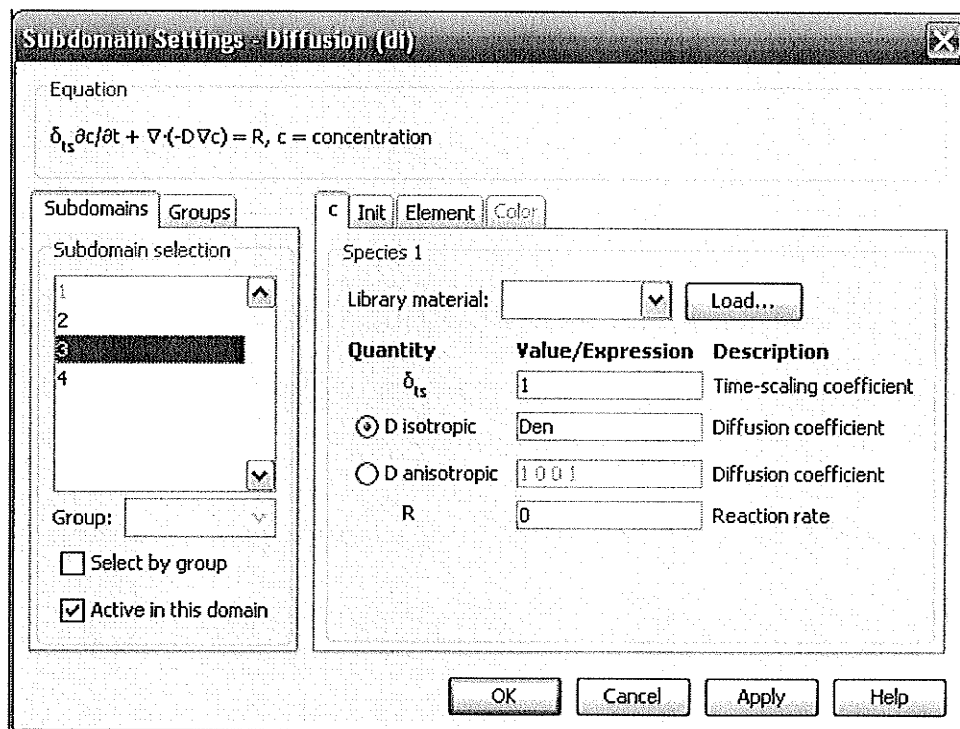 Subdomain Settings - Diffusion (di)
Equation
δts∂c/∂t + ∇·(-D∇c) = R, c = concentration
Subdomains Groups
Subdomain selection
1
2
3
4
Group:
Select by group
Active in this domain
c Init Element Color
Species 1
Library material: Load...
Quantity Value/Expression Description
δts 1 Time-scaling coefficient
D isotropic Den Diffusion coefficient
D anisotropic 1 0 0 1 Diffusion coefficient
R 0 Reaction rate
OK Cancel Apply Help